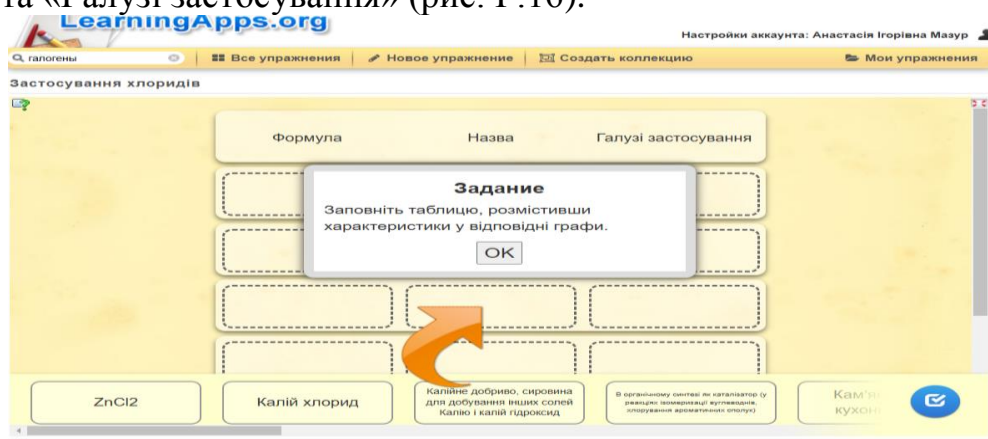 та «Галузі застосування» (рис. Г.10).
LearningApps.org
Настройки аккаунта: Анастасія Ігорівна Мазур
галогены
Все упражнения
Новое упражнение
Создать коллекцию
Мои упражнения
Застосування хлоридів
Формула Назва Галузі застосування
Задание
Заповніть таблицю, розмістивши
характеристики у відповідні графи.
OK
ZnCl2
Калій хлорид
Калійне добриво, сировина
для добування інших солей
Калію і калій гідроксид
В органічному синтезі як каталізатор (у
реакціях ізомеризації вуглеводнів,
хлорування ароматичних сполук)